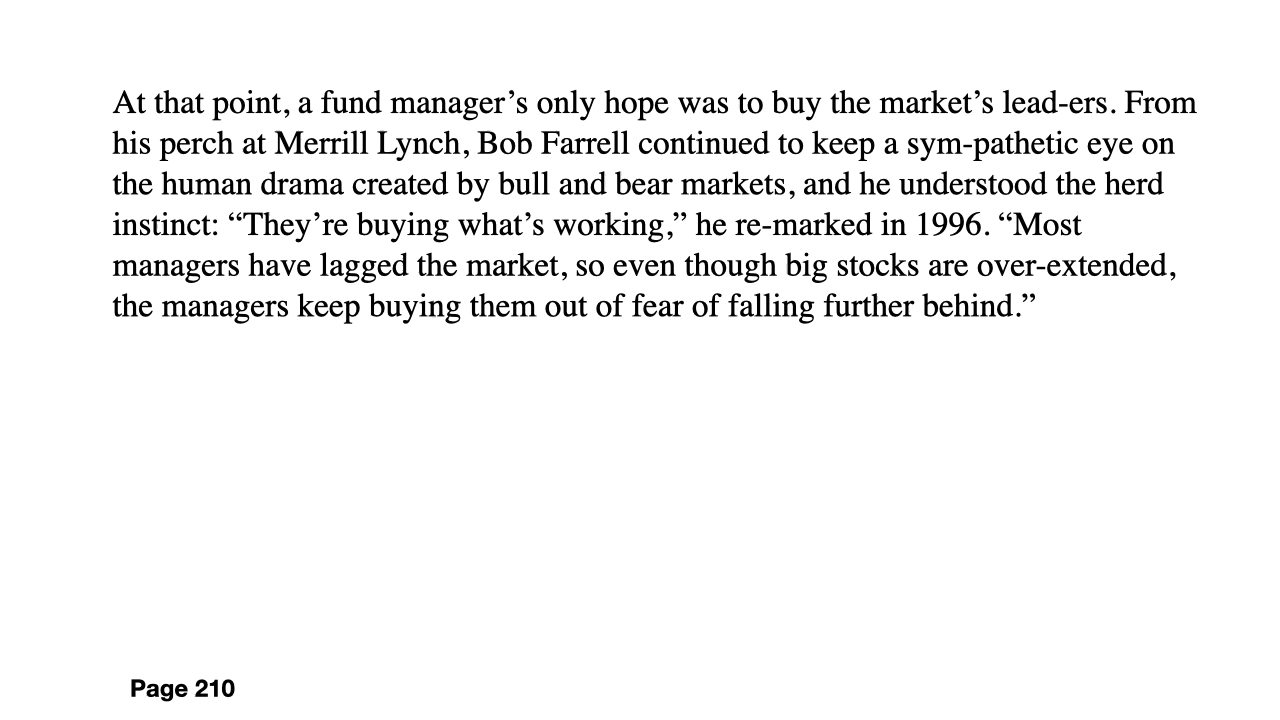 At that point, a fund manager’s only hope was to buy the market’s lead-ers. From
his perch at Merrill Lynch, Bob Farrell continued to keep a sym-pathetic eye on
the human drama created by bull and bear markets, and he understood the herd
instinct: “They’re buying what’s working,” he re-marked in 1996. “Most
managers have lagged the market, so even though big stocks are over-extended,
the managers keep buying them out of fear of falling further behind.”
Page 210